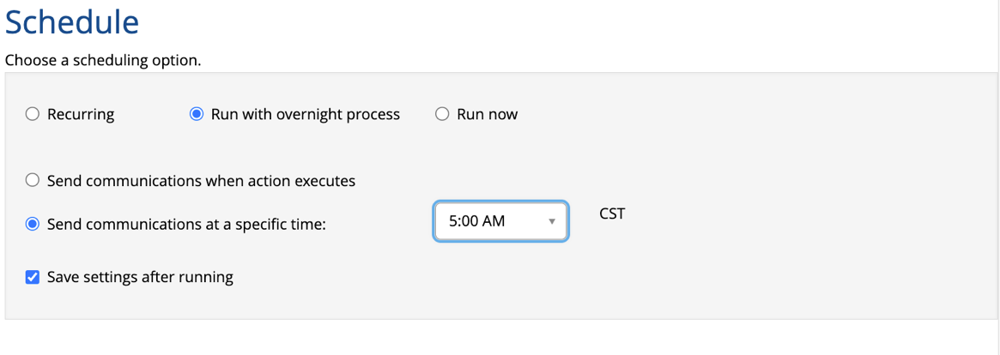 Schedule
Choose a scheduling option.
Recurring Run with overnight process Run now
Send communications when action executes
Send communications at a specific time: 5:00 AM CST
Save settings after running